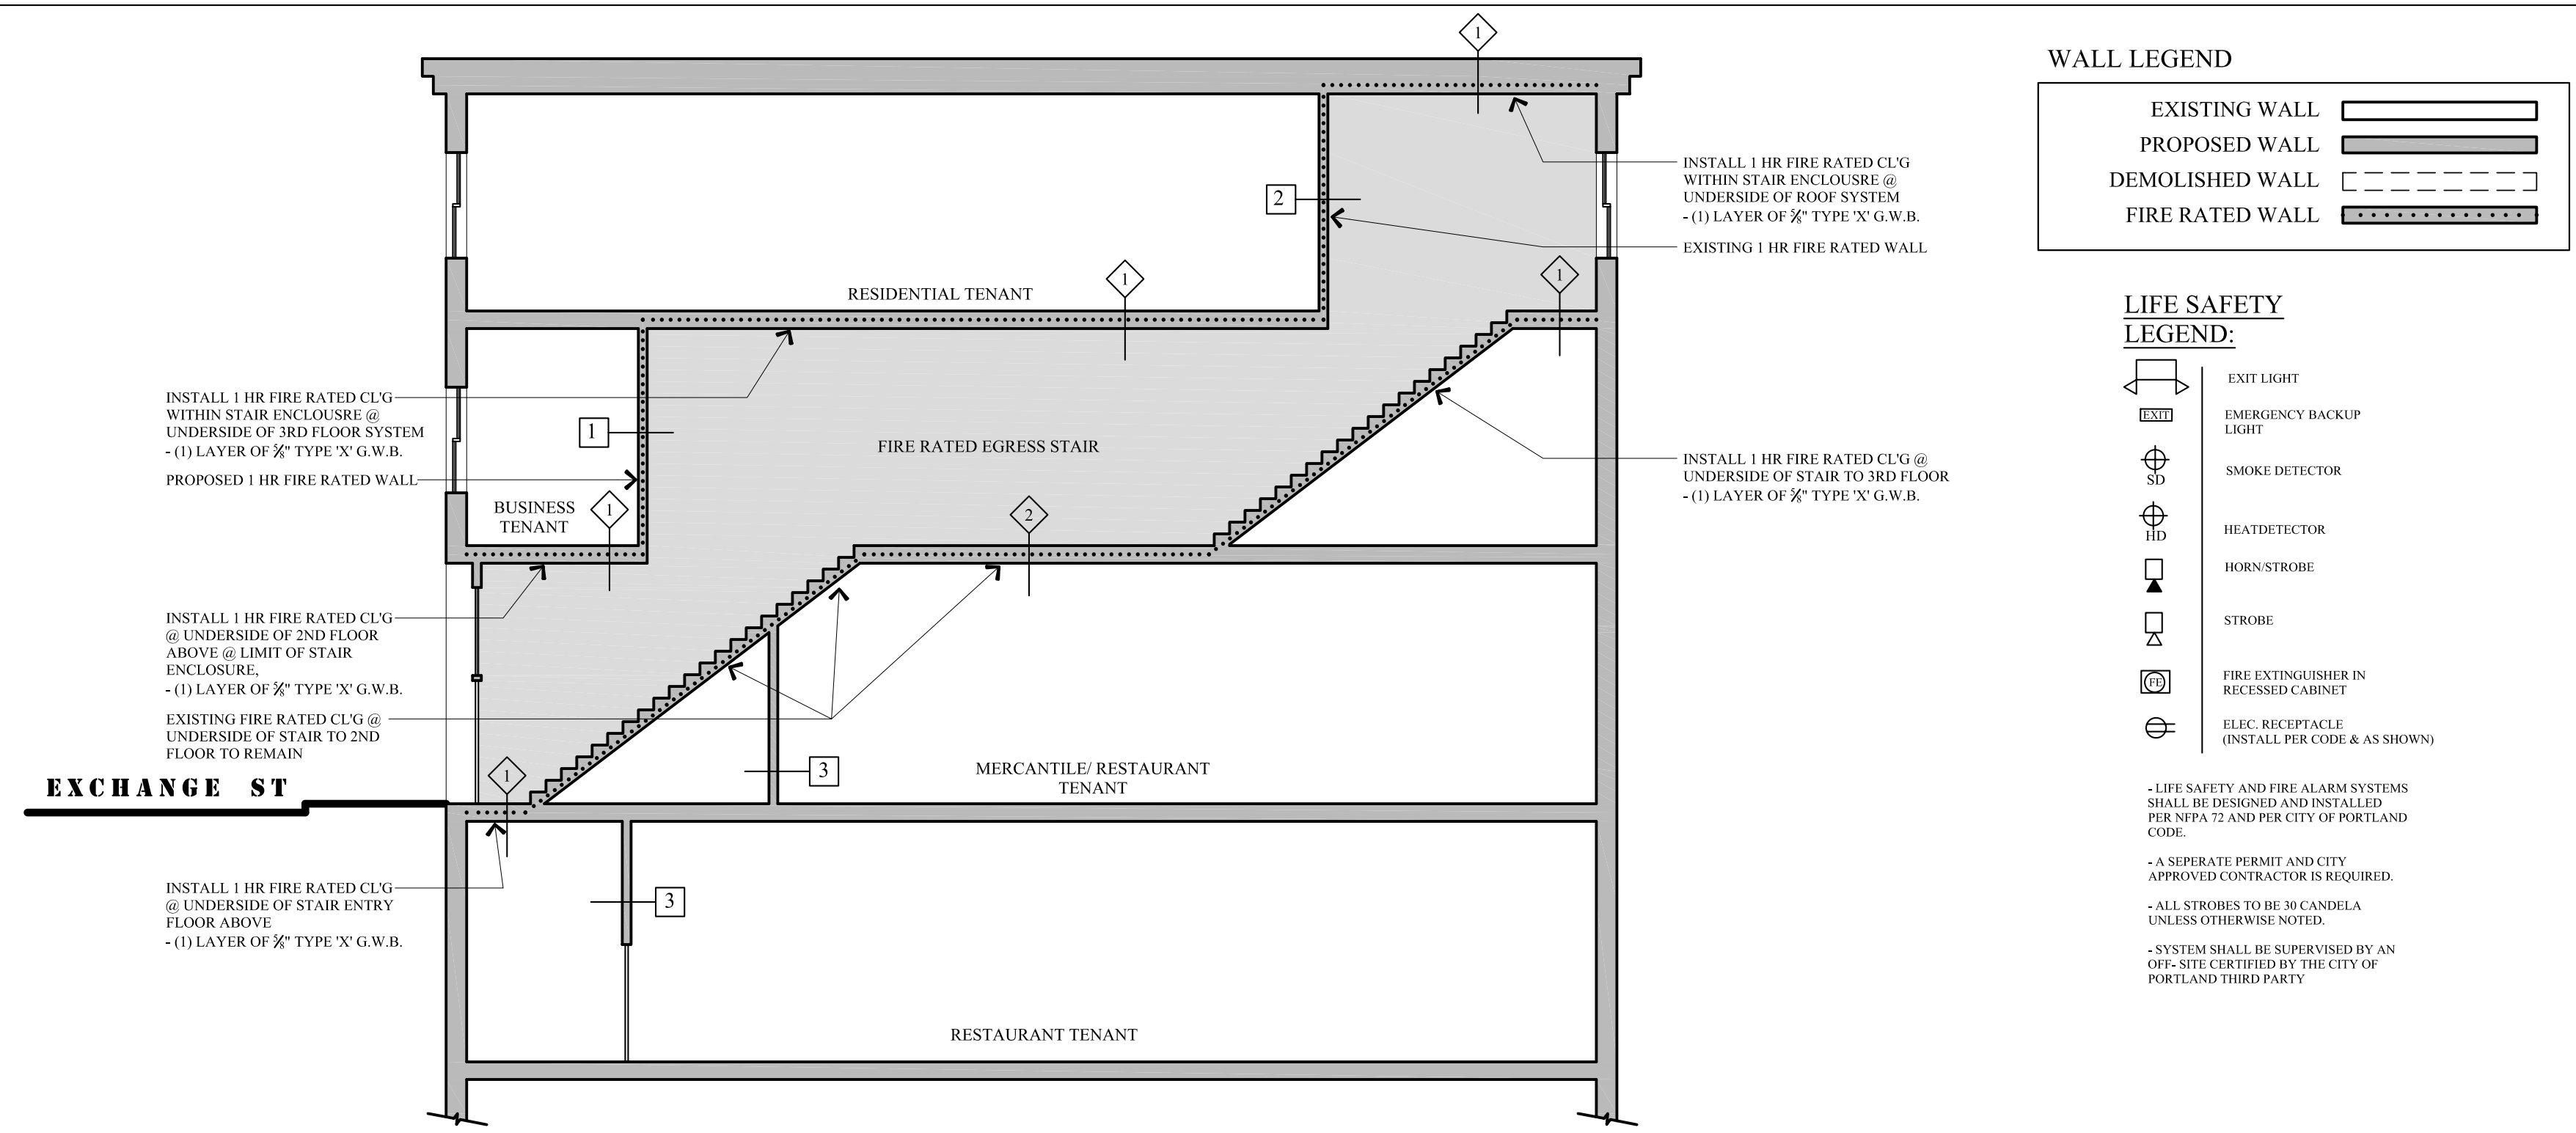 1
WALL LEGEND
EXISTING WALL
PROPOSED WALL
DEMOLISHED WALL
FIRE RATED WALL
INSTALL 1 HR FIRE RATED CL'G
WITHIN STAIR ENCLOUSRE @
UNDERSIDE OF ROOF SYSTEM
- (1) LAYER OF 5/8" TYPE 'X' G.W.B.
EXISTING 1 HR FIRE RATED WALL
2
1
1
RESIDENTIAL TENANT
INSTALL 1 HR FIRE RATED CL'G
WITHIN STAIR ENCLOUSRE @
UNDERSIDE OF 3RD FLOOR SYSTEM
- (1) LAYER OF 5/8" TYPE 'X' G.W.B.
PROPOSED 1 HR FIRE RATED WALL
1
FIRE RATED EGRESS STAIR
INSTALL 1 HR FIRE RATED CL'G @
UNDERSIDE OF STAIR TO 3RD FLOOR
- (1) LAYER OF 5/8" TYPE 'X' G.W.B.
BUSINESS
TENANT
1
2
INSTALL 1 HR FIRE RATED CL'G
@ UNDERSIDE OF 2ND FLOOR
ABOVE @ LIMIT OF STAIR
ENCLOSURE,
- (1) LAYER OF 5/8" TYPE 'X' G.W.B.
EXISTING FIRE RATED CL'G @
UNDERSIDE OF STAIR TO 2ND
FLOOR TO REMAIN
EXCHANGE ST
1
3
MERCANTILE/ RESTAURANT
TENANT
INSTALL 1 HR FIRE RATED CL'G
@ UNDERSIDE OF STAIR ENTRY
FLOOR ABOVE
- (1) LAYER OF 5/8" TYPE 'X' G.W.B.
3
RESTAURANT TENANT
LIFE SAFETY
LEGEND:
EXIT LIGHT
EXIT
EMERGENCY BACKUP
LIGHT
SD
SMOKE DETECTOR
HD
HEATDETECTOR
HORN/STROBE
STROBE
FE
FIRE EXTINGUISHER IN
RECESSED CABINET
ELEC. RECEPTACLE
(INSTALL PER CODE & AS SHOWN)
- LIFE SAFETY AND FIRE ALARM SYSTEMS
SHALL BE DESIGNED AND INSTALLED
PER NFPA 72 AND PER CITY OF PORTLAND
CODE.
- A SEPERATE PERMIT AND CITY
APPROVED CONTRACTOR IS REQUIRED.
- ALL STROBES TO BE 30 CANDELA
UNLESS OTHERWISE NOTED.
- SYSTEM SHALL BE SUPERVISED BY AN
OFF- SITE CERTIFIED BY THE CITY OF
PORTLAND THIRD PARTY